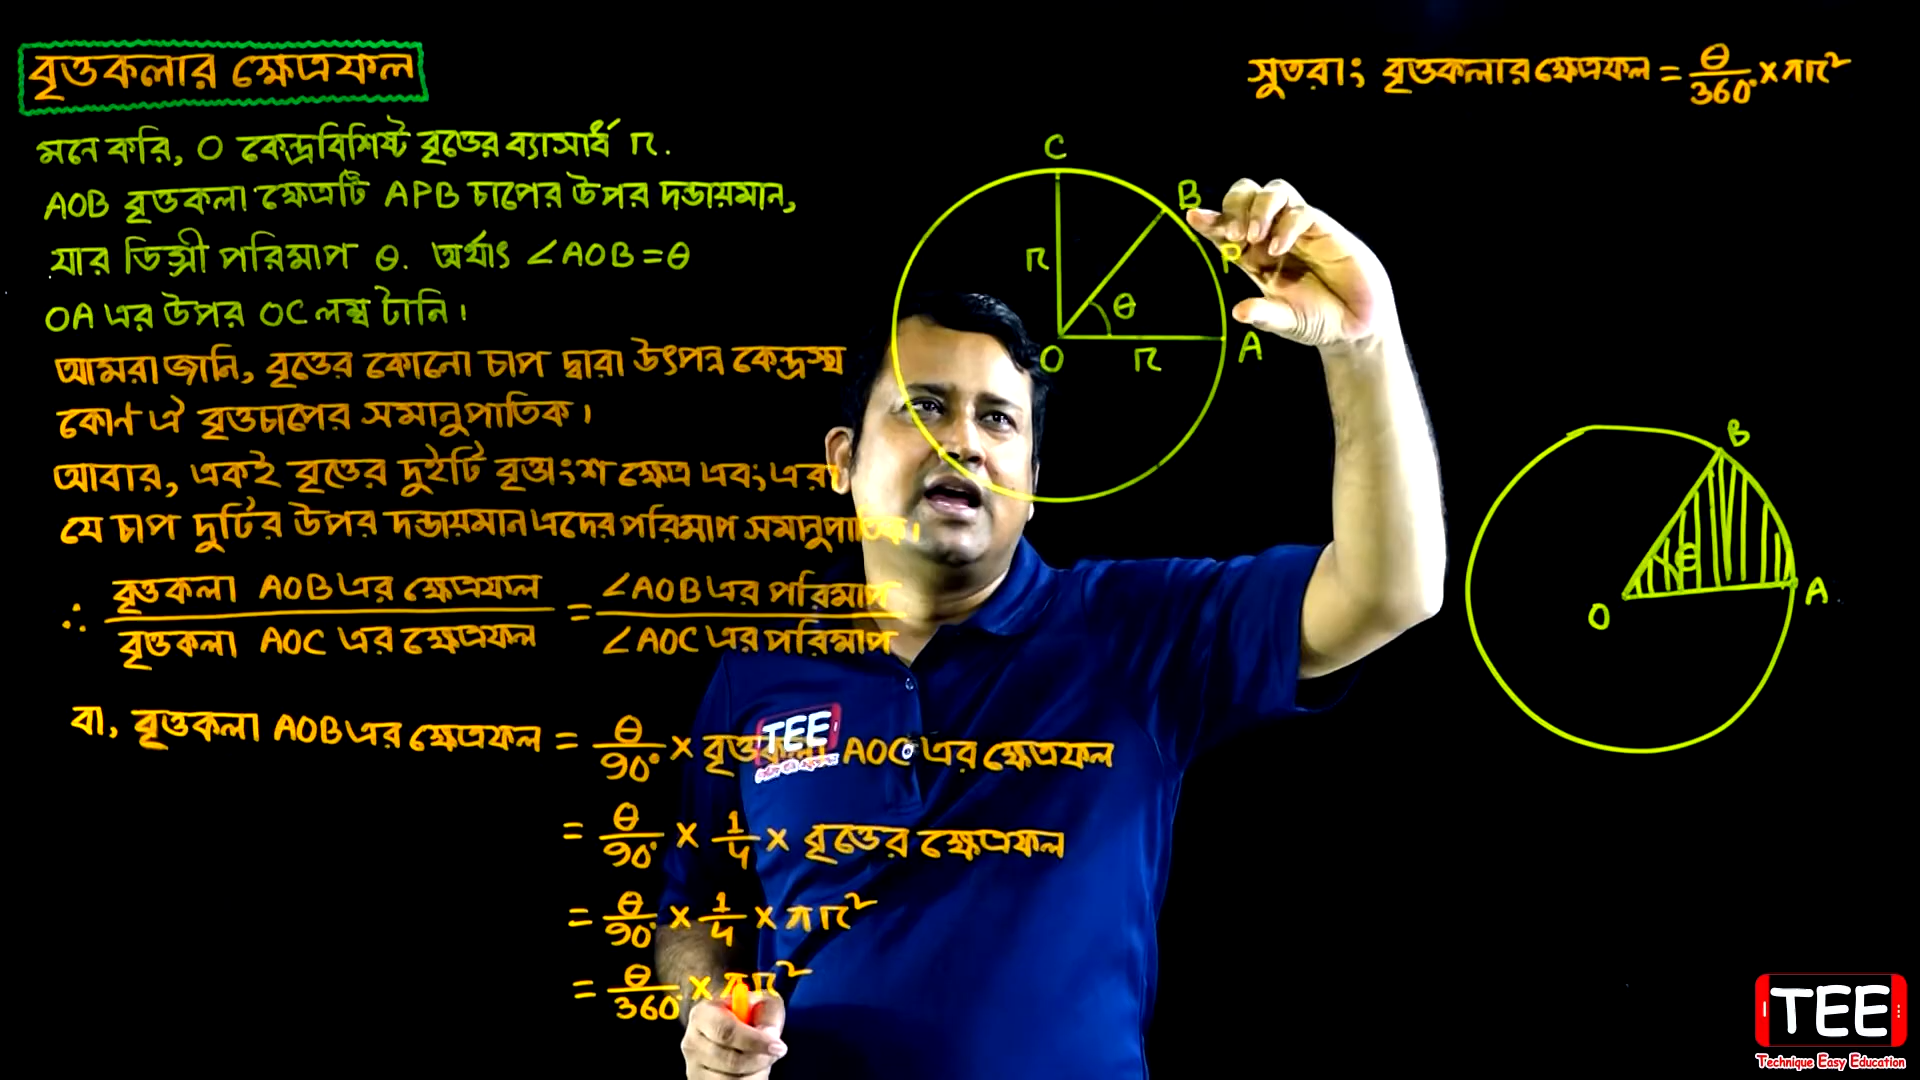 বৃত্তকলার ক্ষেত্রফল
মনে করি, O কেন্দ্রবিশিষ্ট বৃত্তের ব্যাসার্ধ r.
AOB বৃত্তকলা ক্ষেত্রটি APB চাপের উপর দন্ডায়মান,
যার ডিগ্রী পরিমাপ θ. অর্থাৎ ∠AOB = θ
OA এর উপর OC লম্ব টানি।
আমরা জানি, বৃত্তের কোনো চাপ দ্বারা উৎপন্ন কেন্দ্রস্থ
কোণ ঐ বৃত্তচাপের সমানুপাতিক।
আবার, একই বৃত্তের দুইটি বৃত্তাংশ ক্ষেত্র এবং এরা
যে চাপ দুটির উপর দন্ডায়মান এদের পরিমাপ সমানুপাতিক।
∴ বৃত্তকলা AOB এর ক্ষেত্রফল / বৃত্তকলা AOC এর ক্ষেত্রফল = ∠AOB এর পরিমাপ / ∠AOC এর পরিমাপ
বা, বৃত্তকলা AOB এর ক্ষেত্রফল = θ/90° × বৃত্তকলা AOC এর ক্ষেত্রফল
= θ/90° × 1/4 × বৃত্তের ক্ষেত্রফল
= θ/90° × 1/4 × πr²
= θ/360° × πr²
সুতরাং বৃত্তকলার ক্ষেত্রফল = θ/360° × πr²
C
B
P
r
θ
O
r
A
B
θ
O
A
TEE
TEE
Technique Easy Education